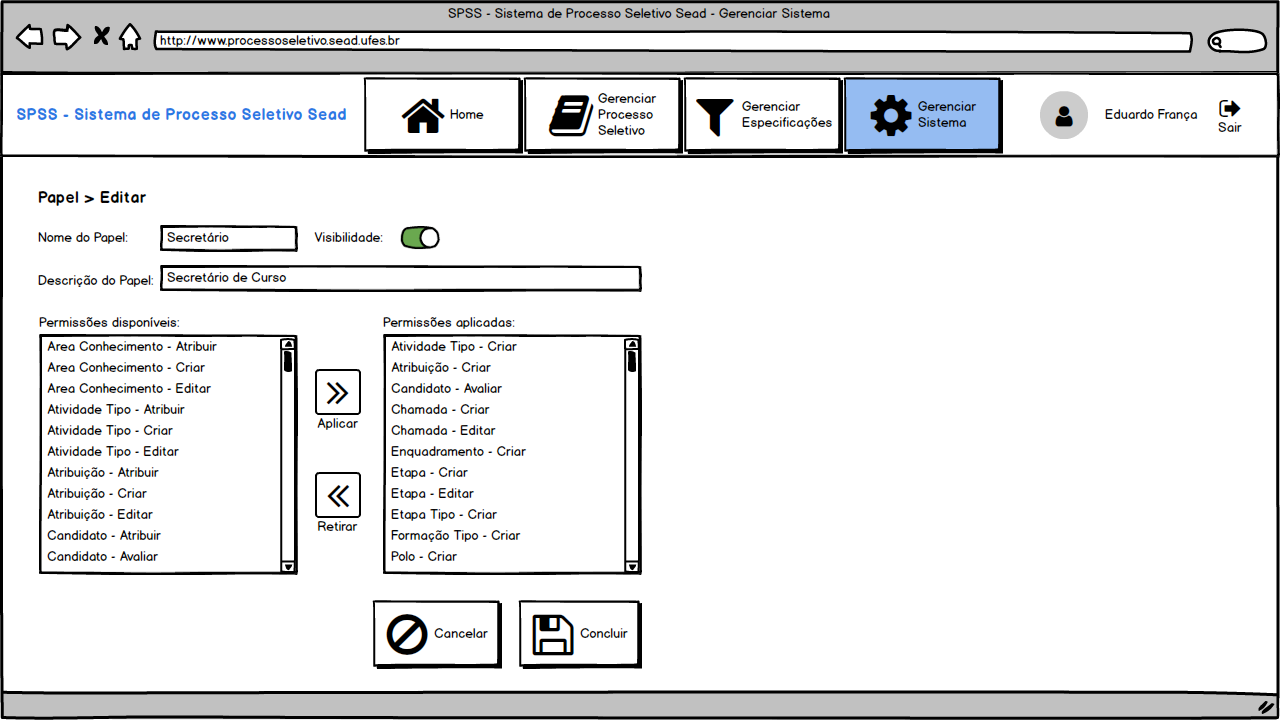 SPSS - Sistema de Processo Seletivo Sead - Gerenciar Sistema
http://www.processoseletivo.sead.ufes.br
SPSS - Sistema de Processo Seletivo Sead
Home
Gerenciar
Processo
Seletivo
Gerenciar
Especificações
Gerenciar
Sistema
Eduardo França
Sair
Papel > Editar
Nome do Papel:
Secretário
Visibilidade:
Descrição do Papel:
Secretário de Curso
Permissões disponíveis:
Area Conhecimento - Atribuir
Area Conhecimento - Criar
Area Conhecimento - Editar
Atividade Tipo - Atribuir
Atividade Tipo - Criar
Atividade Tipo - Editar
Atribuição - Atribuir
Atribuição - Criar
Atribuição - Editar
Candidato - Atribuir
Candidato - Avaliar
Aplicar
Retirar
Permissões aplicadas:
Atividade Tipo - Criar
Atribuição - Criar
Candidato - Avaliar
Chamada - Criar
Chamada - Editar
Enquadramento - Criar
Etapa - Criar
Etapa - Editar
Etapa Tipo - Criar
Formação Tipo - Criar
Polo - Criar
Cancelar
Concluir